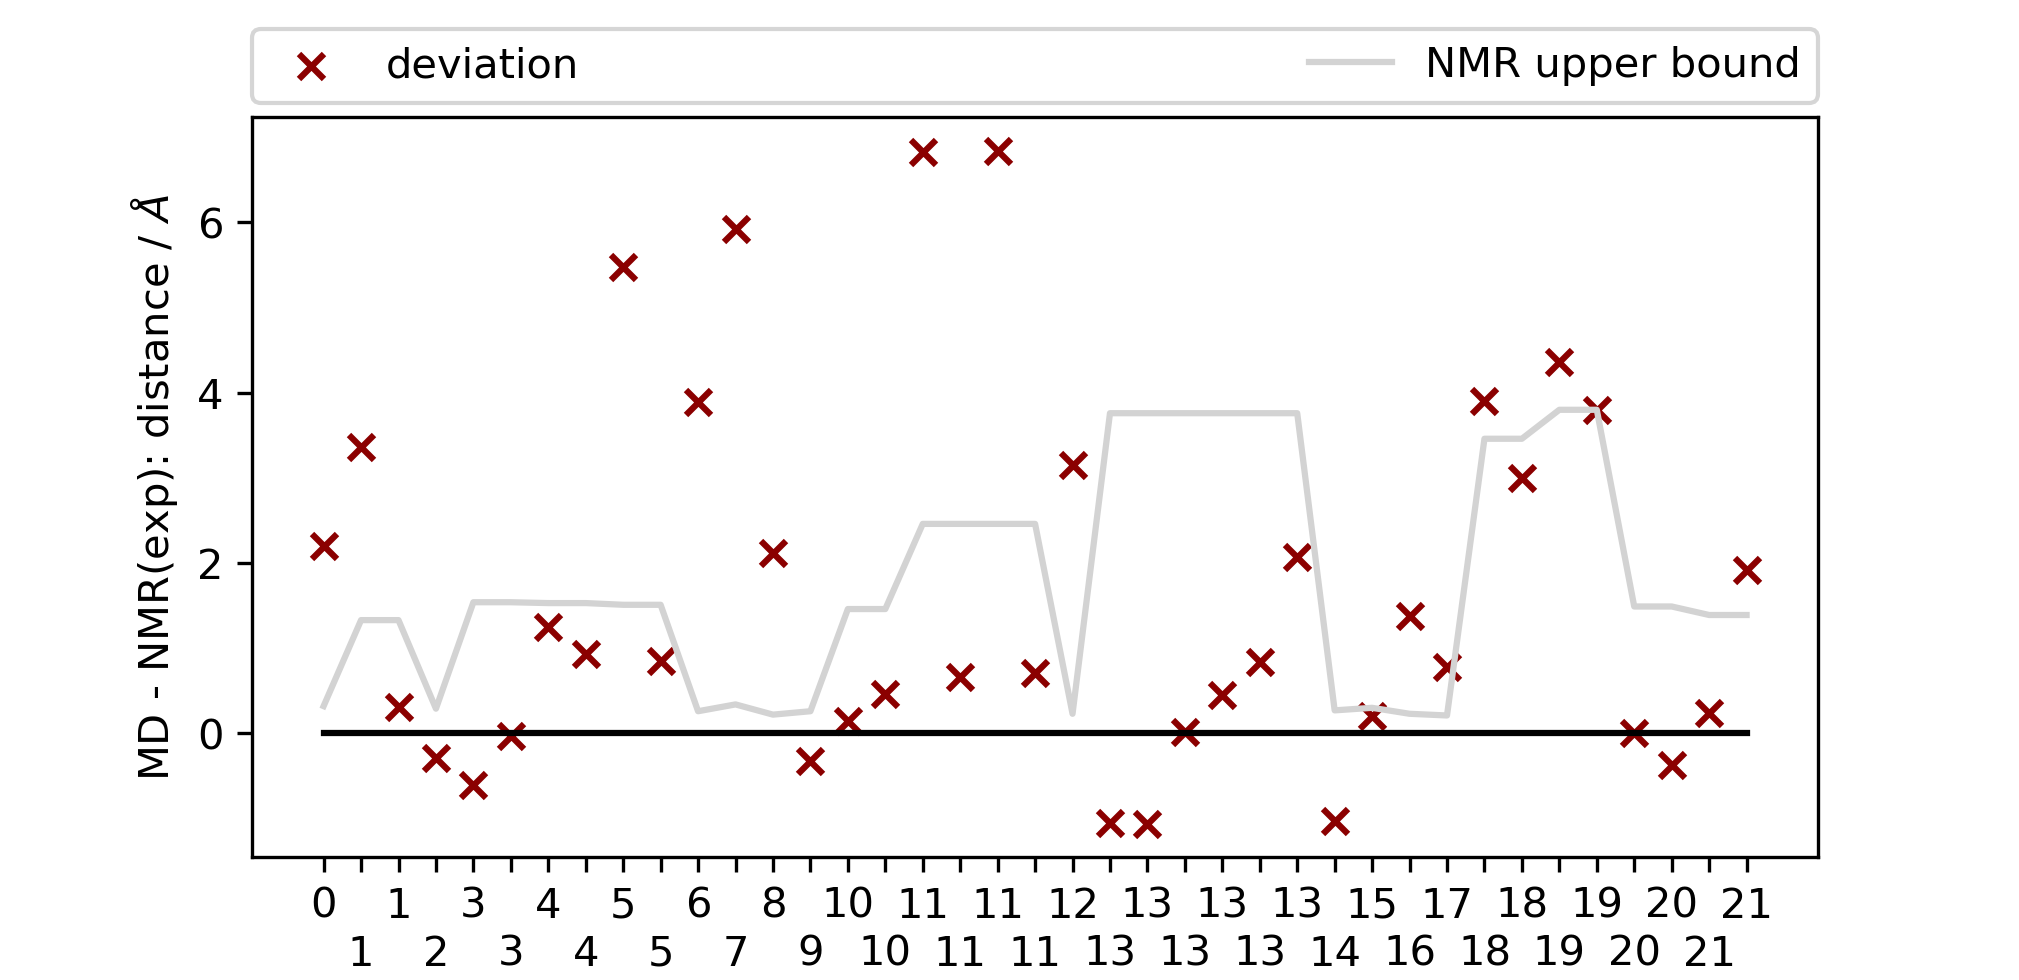 deviation NMR upper bound
MD - NMR(exp): distance / Å
6
4
2
0
0 1 3 4 5 6 8 10 11 11 12 13 13 13 15 17 18 19 20 21
1 2 3 4 5 7 9 10 11 11 13 13 13 14 16 18 19 20 21